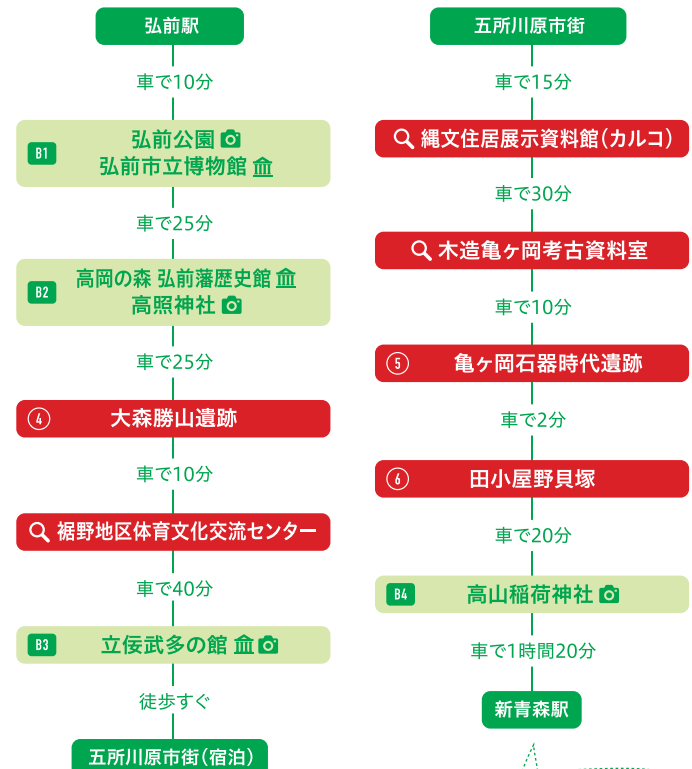 弘前駅
車で10分
B1
弘前公園
弘前市立博物館
車で25分
B2
高岡の森 弘前藩歴史館
高照神社
車で25分
④ 大森勝山遺跡
車で10分
裾野地区体育文化交流センター
車で40分
B3 立佞武多の館
徒歩すぐ
五所川原市街(宿泊)
五所川原市街
車で15分
縄文住居展示資料館(カルコ)
車で30分
木造亀ヶ岡考古資料室
車で10分
⑤ 亀ヶ岡石器時代遺跡
車で2分
⑥ 田小屋野貝塚
車で20分
B4 高山稲荷神社
車で1時間20分
新青森駅